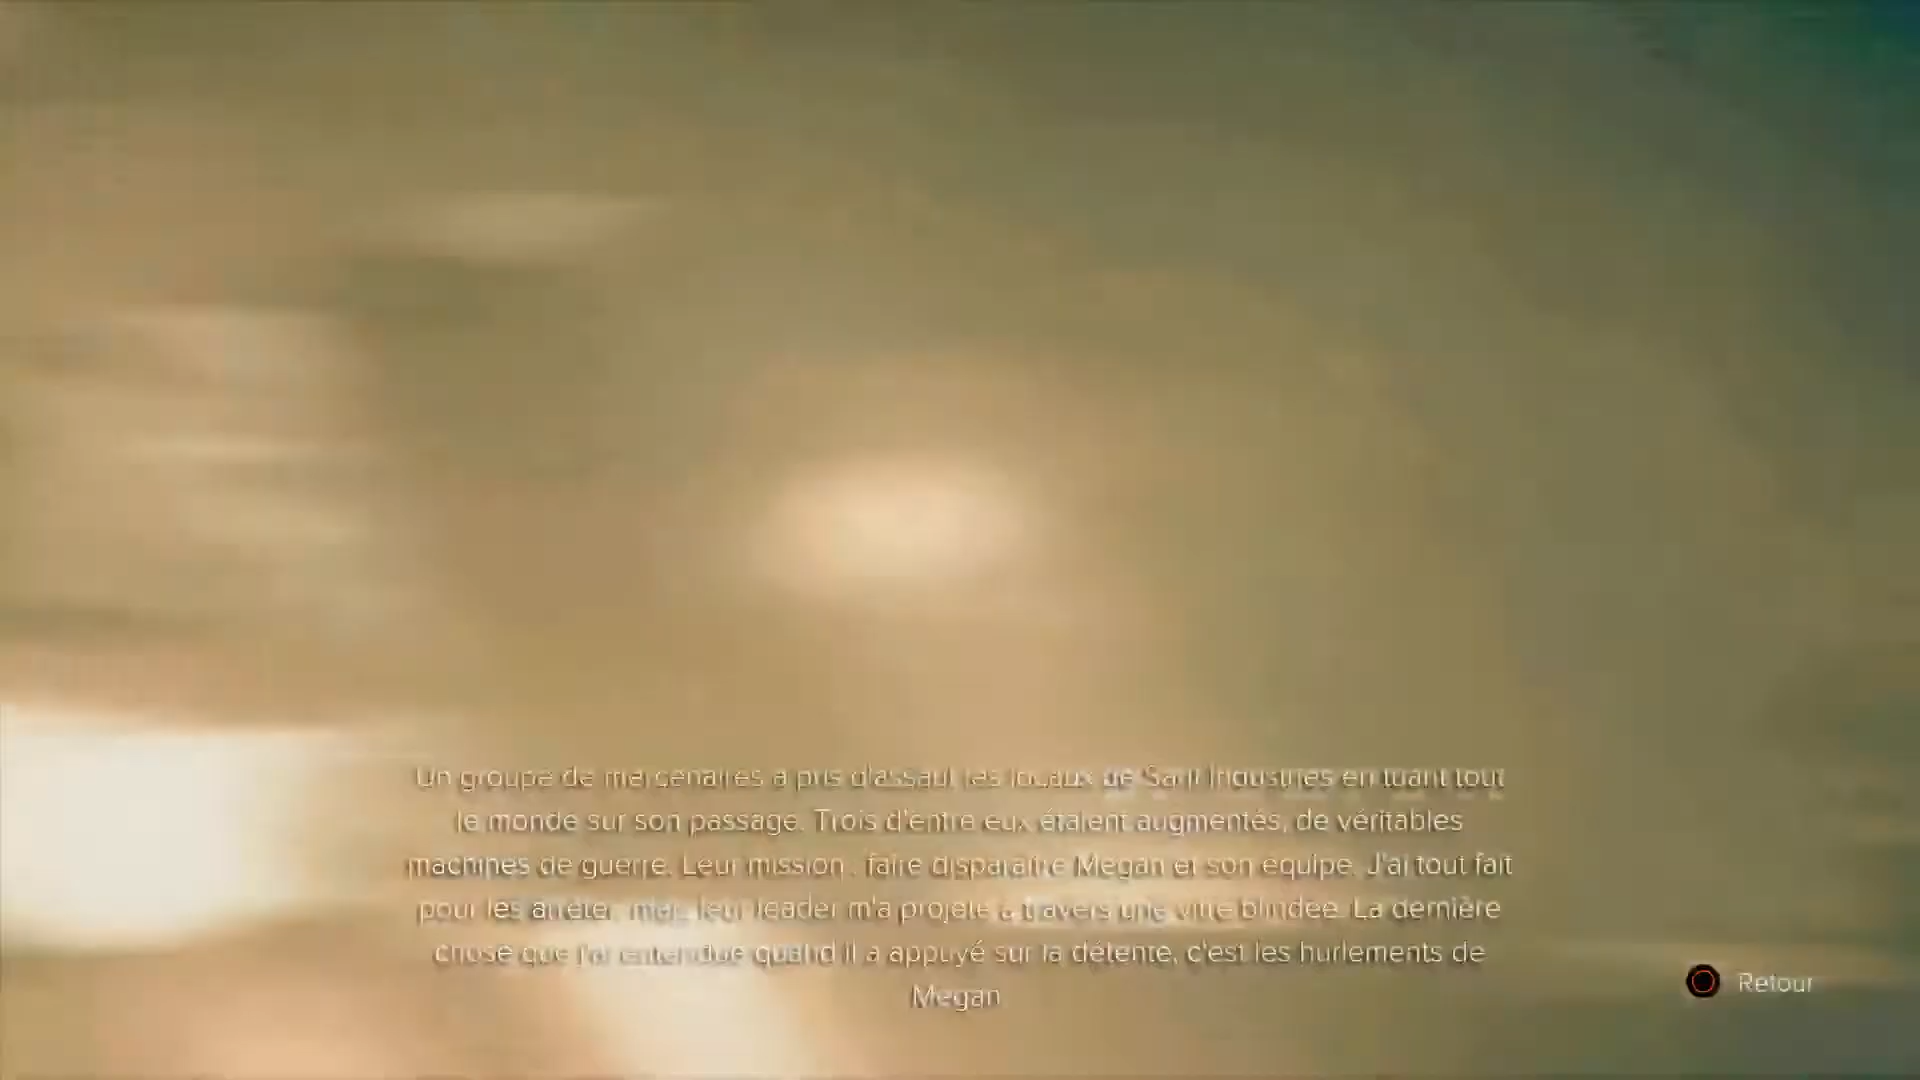 Un groupe de mercenaires a pris d'assaut les locaux de Sarif Industries en tuant tout
le monde sur son passage. Trois d'entre eux étaient augmentés, de véritables
machines de guerre. Leur mission : faire disparaître Megan et son équipe. J'ai tout fait
pour les arrêter, mais leur leader m'a projeté à travers une vitre blindée. La dernière
chose que j'ai entendue quand il a appuyé sur la détente, c'est les hurlements de
Megan
Retour